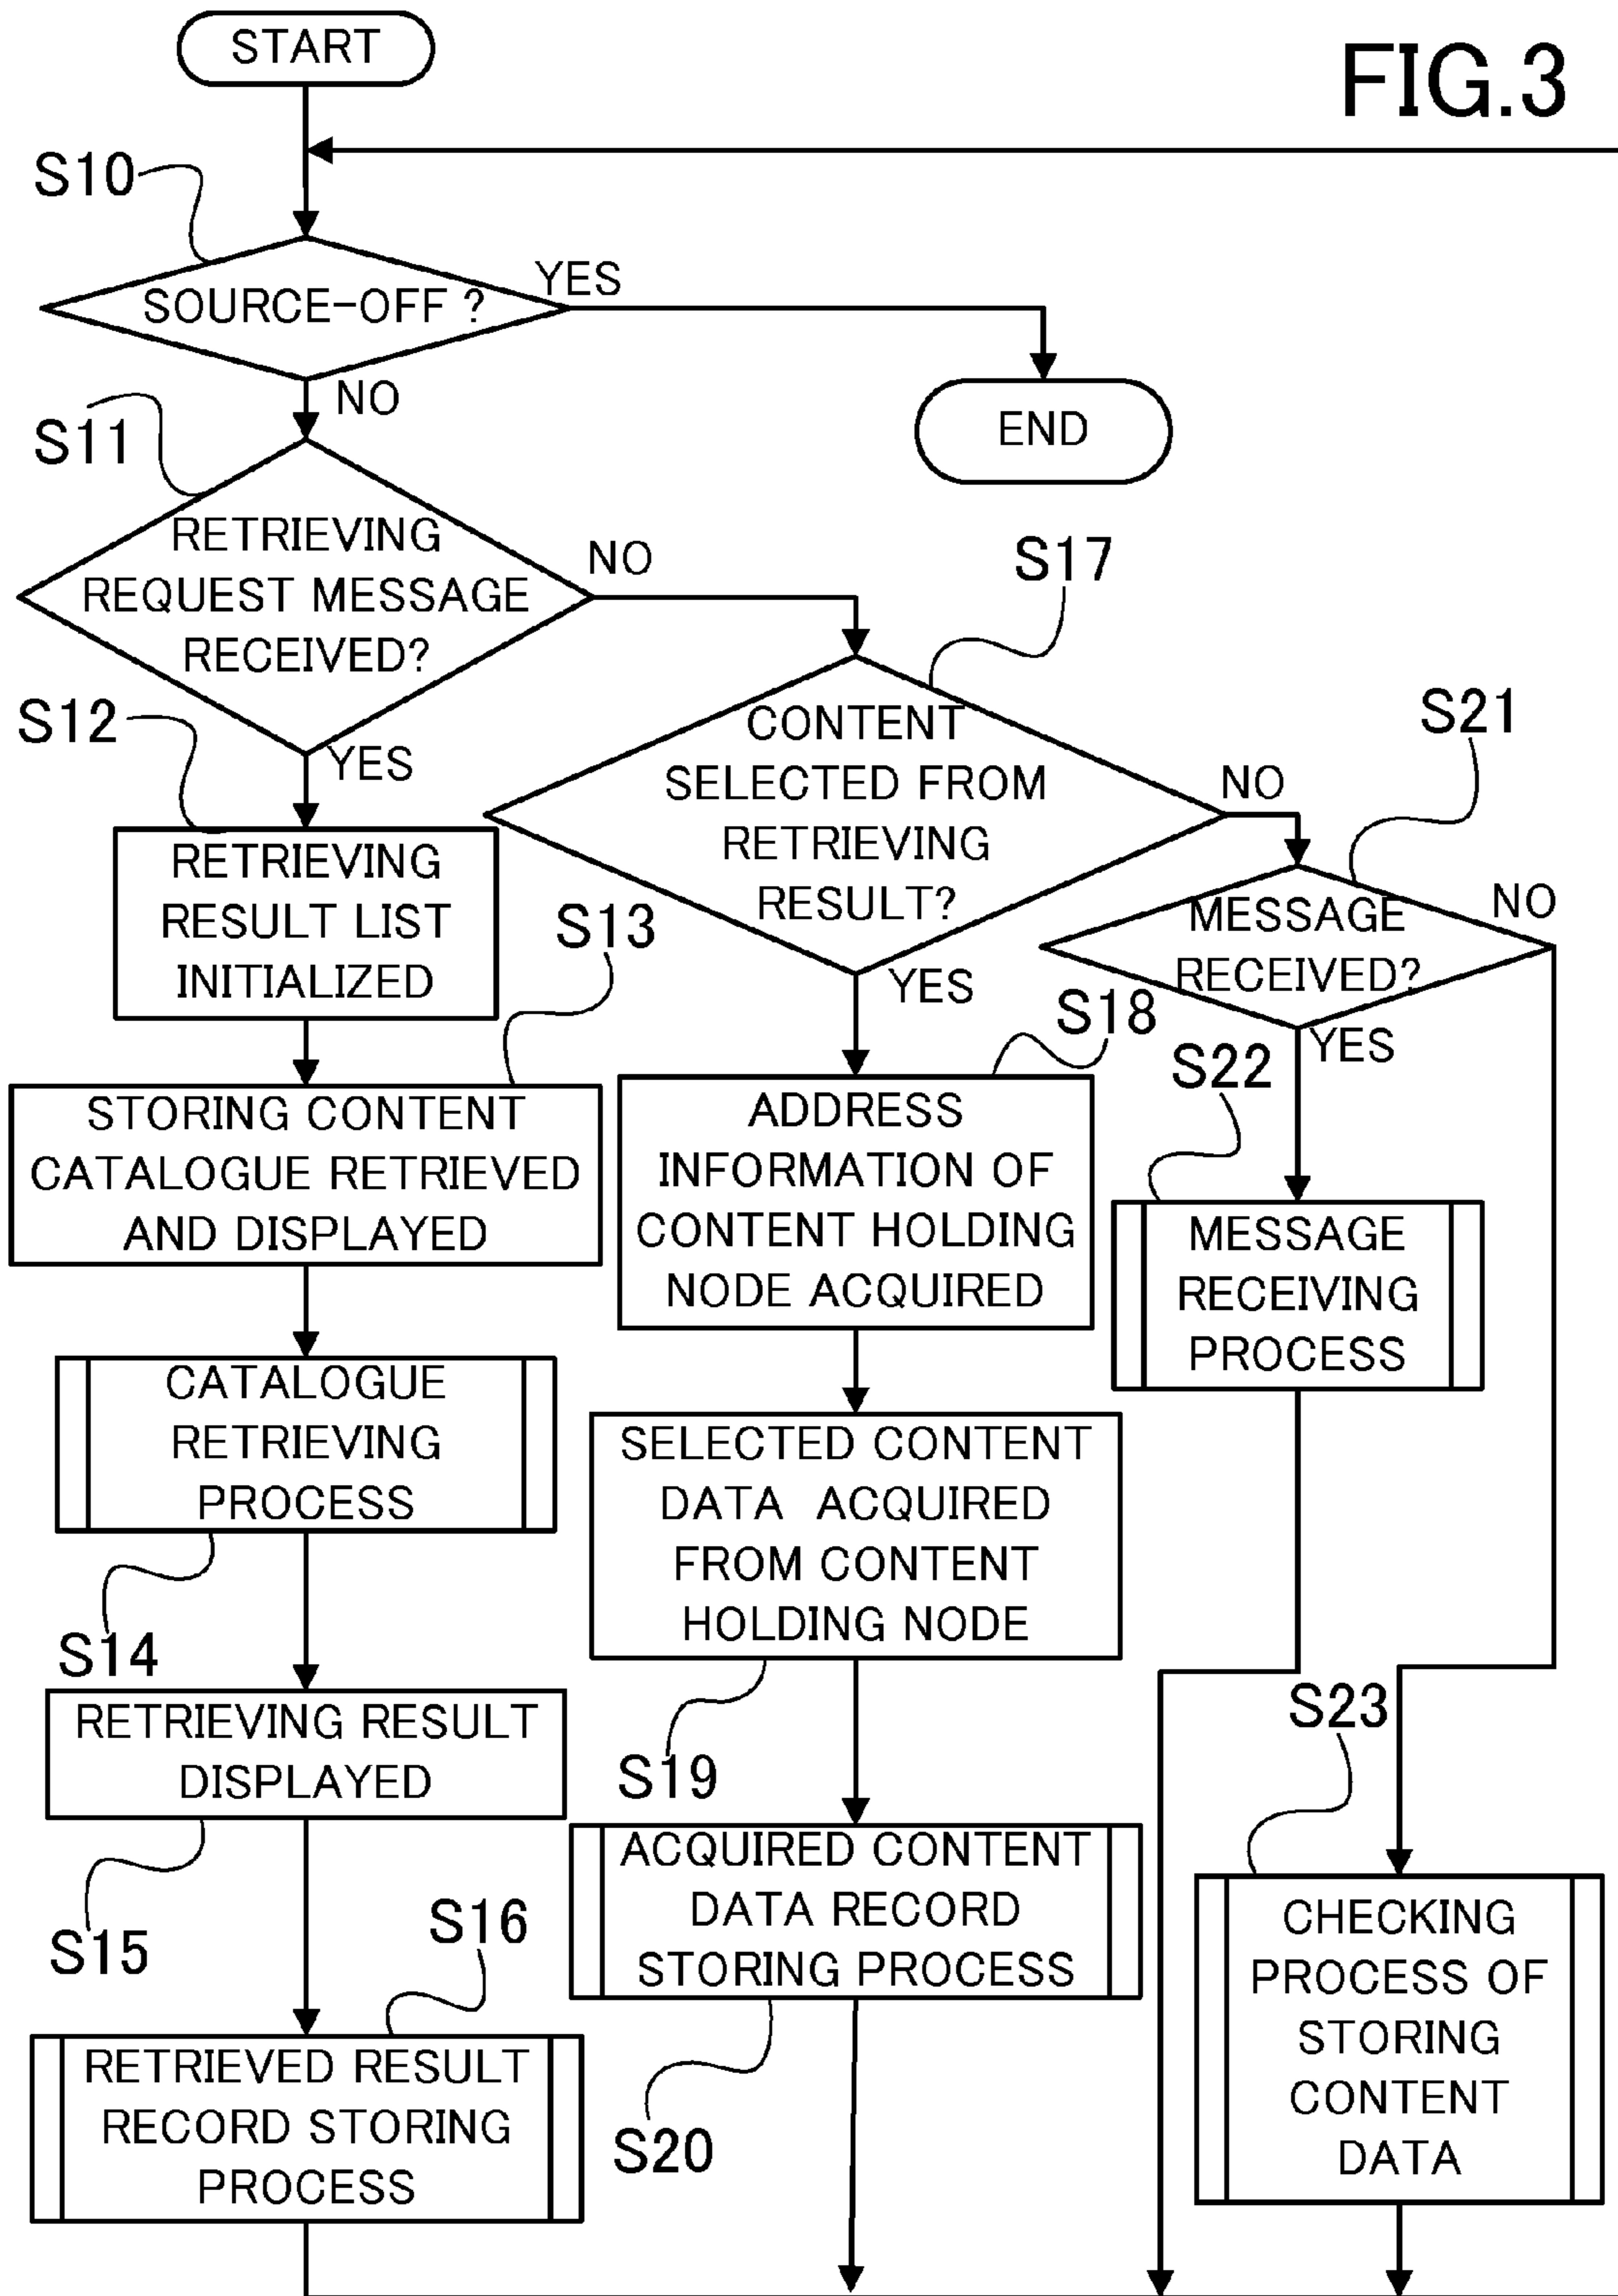 START
FIG.3
S10
SOURCE-OFF ?
YES
NO
END
S11
RETRIEVING
REQUEST MESSAGE
RECEIVED?
NO
YES
S12
RETRIEVING
RESULT LIST
INITIALIZED
S13
STORING CONTENT
CATALOGUE RETRIEVED
AND DISPLAYED
CATALOGUE
RETRIEVING
PROCESS
S14
RETRIEVING RESULT
DISPLAYED
S15
S16
RETRIEVED RESULT
RECORD STORING
PROCESS
S17
CONTENT
SELECTED FROM
RETRIEVING
RESULT?
NO
YES
S18
ADDRESS
INFORMATION OF
CONTENT HOLDING
NODE ACQUIRED
SELECTED CONTENT
DATA ACQUIRED
FROM CONTENT
HOLDING NODE
S19
ACQUIRED CONTENT
DATA RECORD
STORING PROCESS
S20
S21
MESSAGE
RECEIVED?
NO
YES
S22
MESSAGE
RECEIVING
PROCESS
S23
CHECKING
PROCESS OF
STORING
CONTENT
DATA